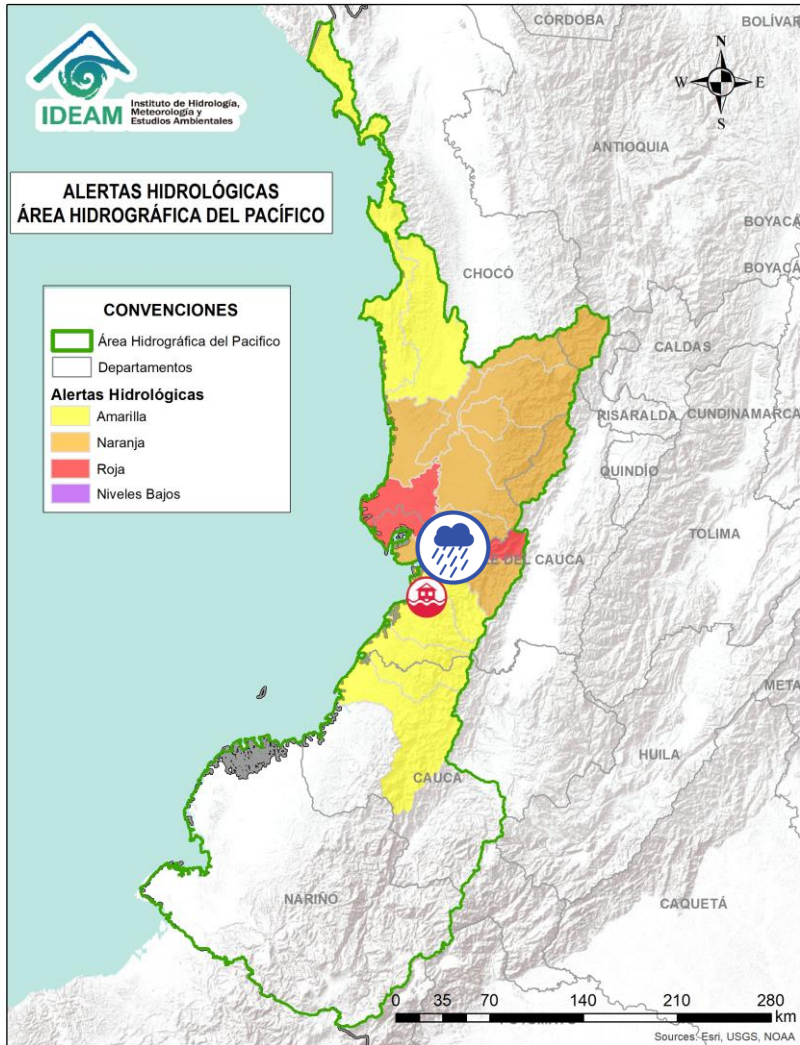 CÓRDOBA
BOLÍVAR
N
W
E
S
IDEAM
Instituto de Hidrología,
Meteorología y
Estudios Ambientales
ANTIOQUIA
ALERTAS HIDROLÓGICAS
ÁREA HIDROGRÁFICA DEL PACÍFICO
BOYACÁ
BOYACÁ
CHOCÓ
CONVENCIONES
Área Hidrográfica del Pacifico
Departamentos
Alertas Hidrológicas
Amarilla
Naranja
Roja
Niveles Bajos
CALDAS
RISARALDA
CUNDINAMARCA
QUINDÍO
TOLIMA
DEL CAUCA
META
HUILA
CAUCA
NARIÑO
CAQUETÁ
0 35 70 140 210 280
km
Sources: Esri, USGS, NOAA